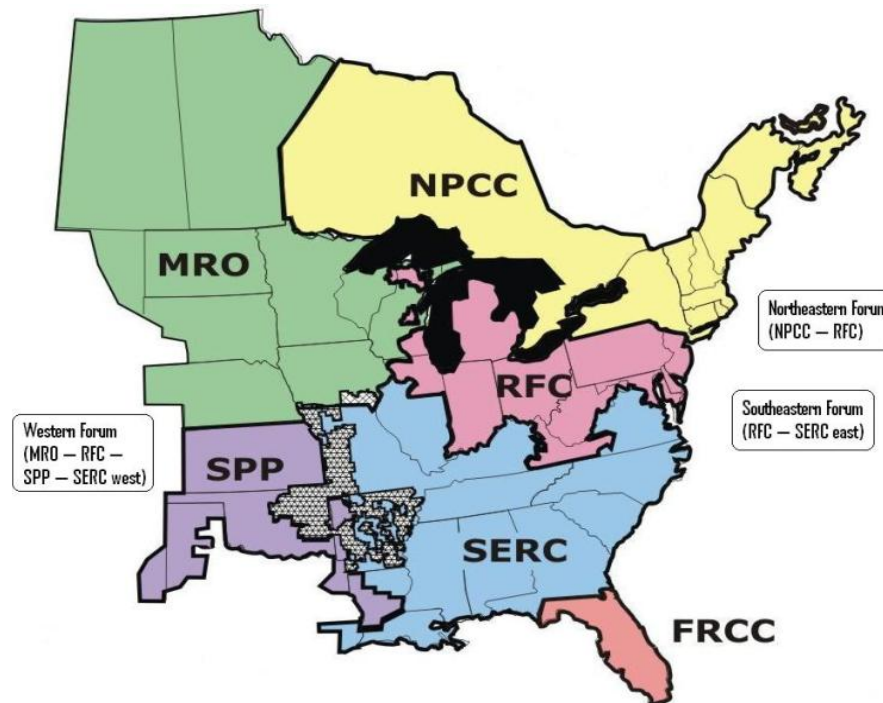 NPCC
MRO
Northeastern Forum
(NPCC – RFC)
RFC
Southeastern Forum
(RFC – SERC east)
Western Forum
(MRO – RFC –
SPP – SERC west)
SPP
SERC
FRCC